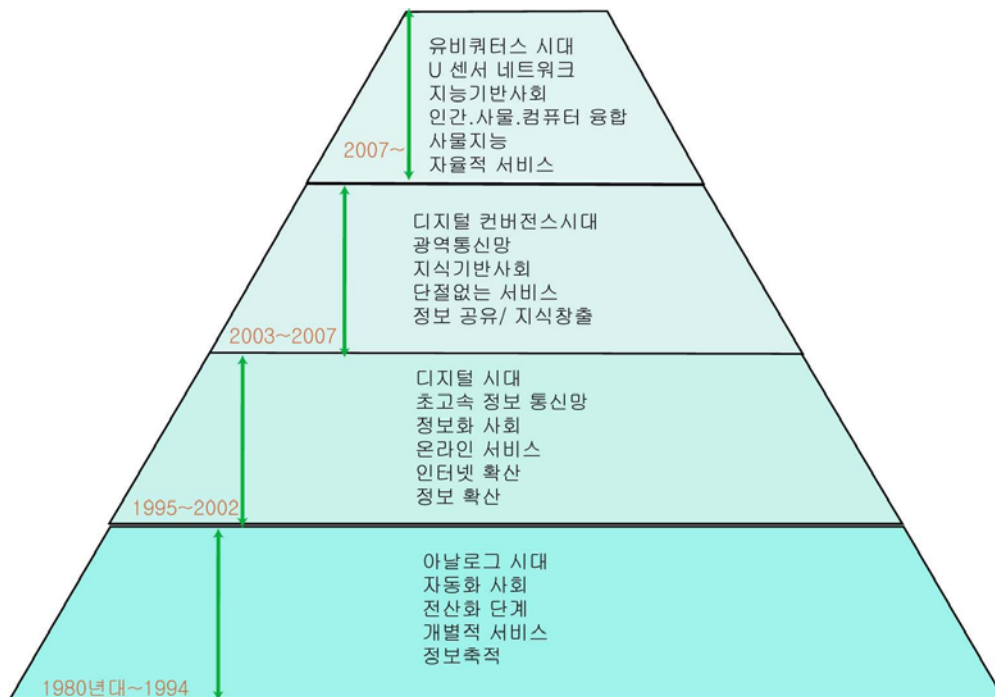 유비쿼터스 시대
U 센서 네트워크
지능기반사회
인간.사물.컴퓨터 융합
사물지능
자율적 서비스
2007~
디지털 컨버전스시대
광역통신망
지식기반사회
단절없는 서비스
정보 공유/ 지식창출
2003~2007
디지털 시대
초고속 정보 통신망
정보화 사회
온라인 서비스
인터넷 확산
정보 확산
1995~2002
아날로그 시대
자동화 사회
전산화 단계
개별적 서비스
정보축적
1980년대~1994